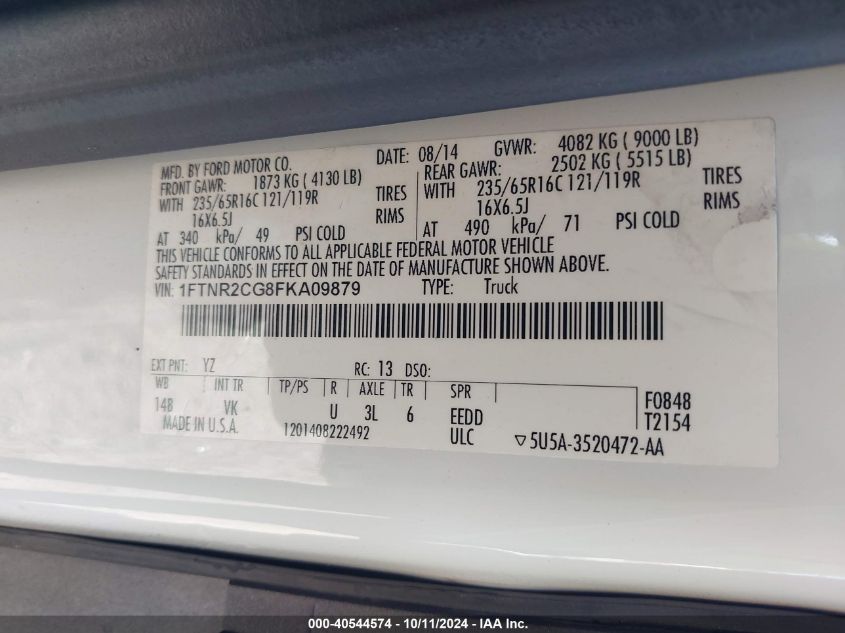 MFD. BY FORD MOTOR CO.
DATE: 08/14 GVWR: 4082 KG ( 9000 LB)
FRONT GAWR: 1873 KG ( 4130 LB)
REAR GAWR: 2502 KG ( 5515 LB)
WITH 235/65R16C 121/119R TIRES
WITH 235/65R16C 121/119R TIRES
16X6.5J RIMS
16X6.5J RIMS
AT 340 kPa/ 49 PSI COLD
AT 490 kPa/ 71 PSI COLD
THIS VEHICLE CONFORMS TO ALL APPLICABLE FEDERAL MOTOR VEHICLE
SAFETY STANDARDS IN EFFECT ON THE DATE OF MANUFACTURE SHOWN ABOVE.
VIN: 1FTNR2CG8FKA09879 TYPE: Truck
EXT PNT: YZ RC: 13 DSO:
WB INT TR TP/PS R AXLE TR SPR
148 VK U 3L 6 EEDD
F0848
T2154
MADE IN U.S.A. 1201408222492 ULC ▽5U5A-3520472-AA
000-40544574 - 10/11/2024 - IAA Inc.